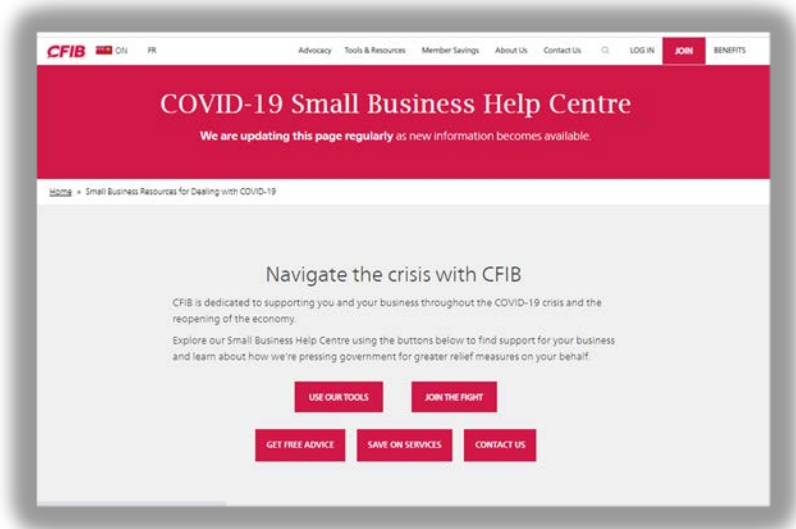 CFIB ON FR Advocacy Tools & Resources Member Savings About Us Contact Us LOG IN JOIN BENEFITS
COVID-19 Small Business Help Centre
We are updating this page regularly as new information becomes available.
Home » Small Business Resources for Dealing with COVID-19
Navigate the crisis with CFIB
CFIB is dedicated to supporting you and your business throughout the COVID-19 crisis and the
reopening of the economy.
Explore our Small Business Help Centre using the buttons below to find support for your business
and learn about how we're pressing government for greater relief measures on your behalf.
USE OUR TOOLS JOIN THE FIGHT
GET FREE ADVICE SAVE ON SERVICES CONTACT US